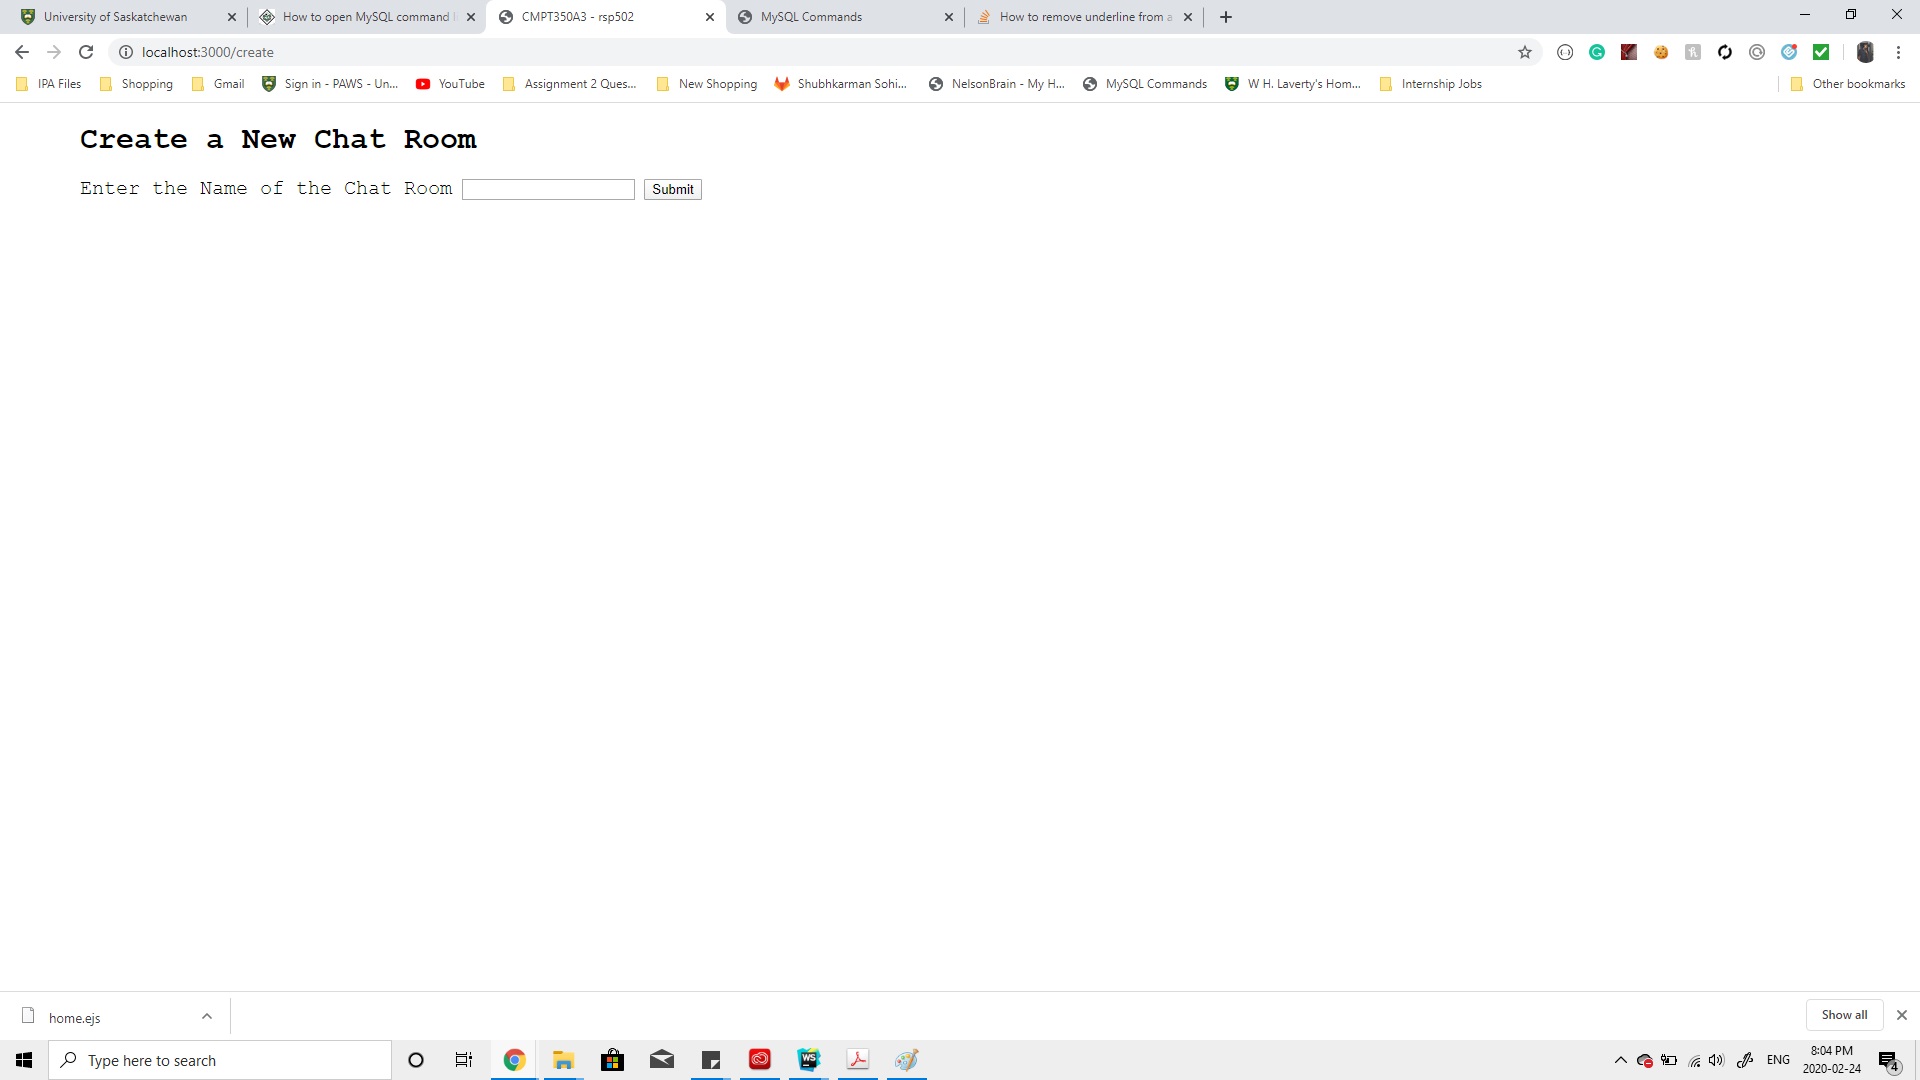 University of Saskatchewan
How to open MySQL command l
CMPT350A3 - rsp502
MySQL Commands
How to remove underline from a
localhost:3000/create
IPA Files
Shopping
Gmail
Sign in - PAWS - Un...
YouTube
Assignment 2 Ques...
New Shopping
Shubhkarman Sohi...
NelsonBrain - My H...
MySQL Commands
W H. Laverty's Hom...
Internship Jobs
Other bookmarks
Create a New Chat Room
Enter the Name of the Chat Room
Submit
home.ejs
Show all
Type here to search
WS
ENG
8:04 PM
2020-02-24
4